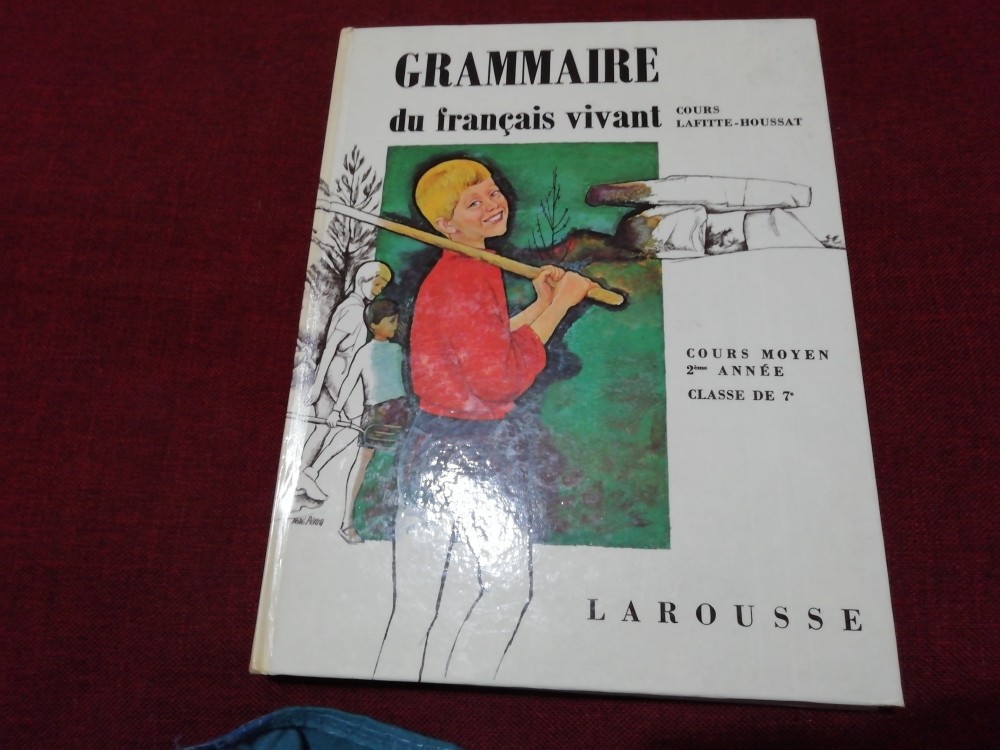 GRAMMAIRE
du français vivant
COURS
LAFITTE-HOUSSAT
COURS MOYEN
2ème ANNÉE
CLASSE DE 7e
LAROUSSE